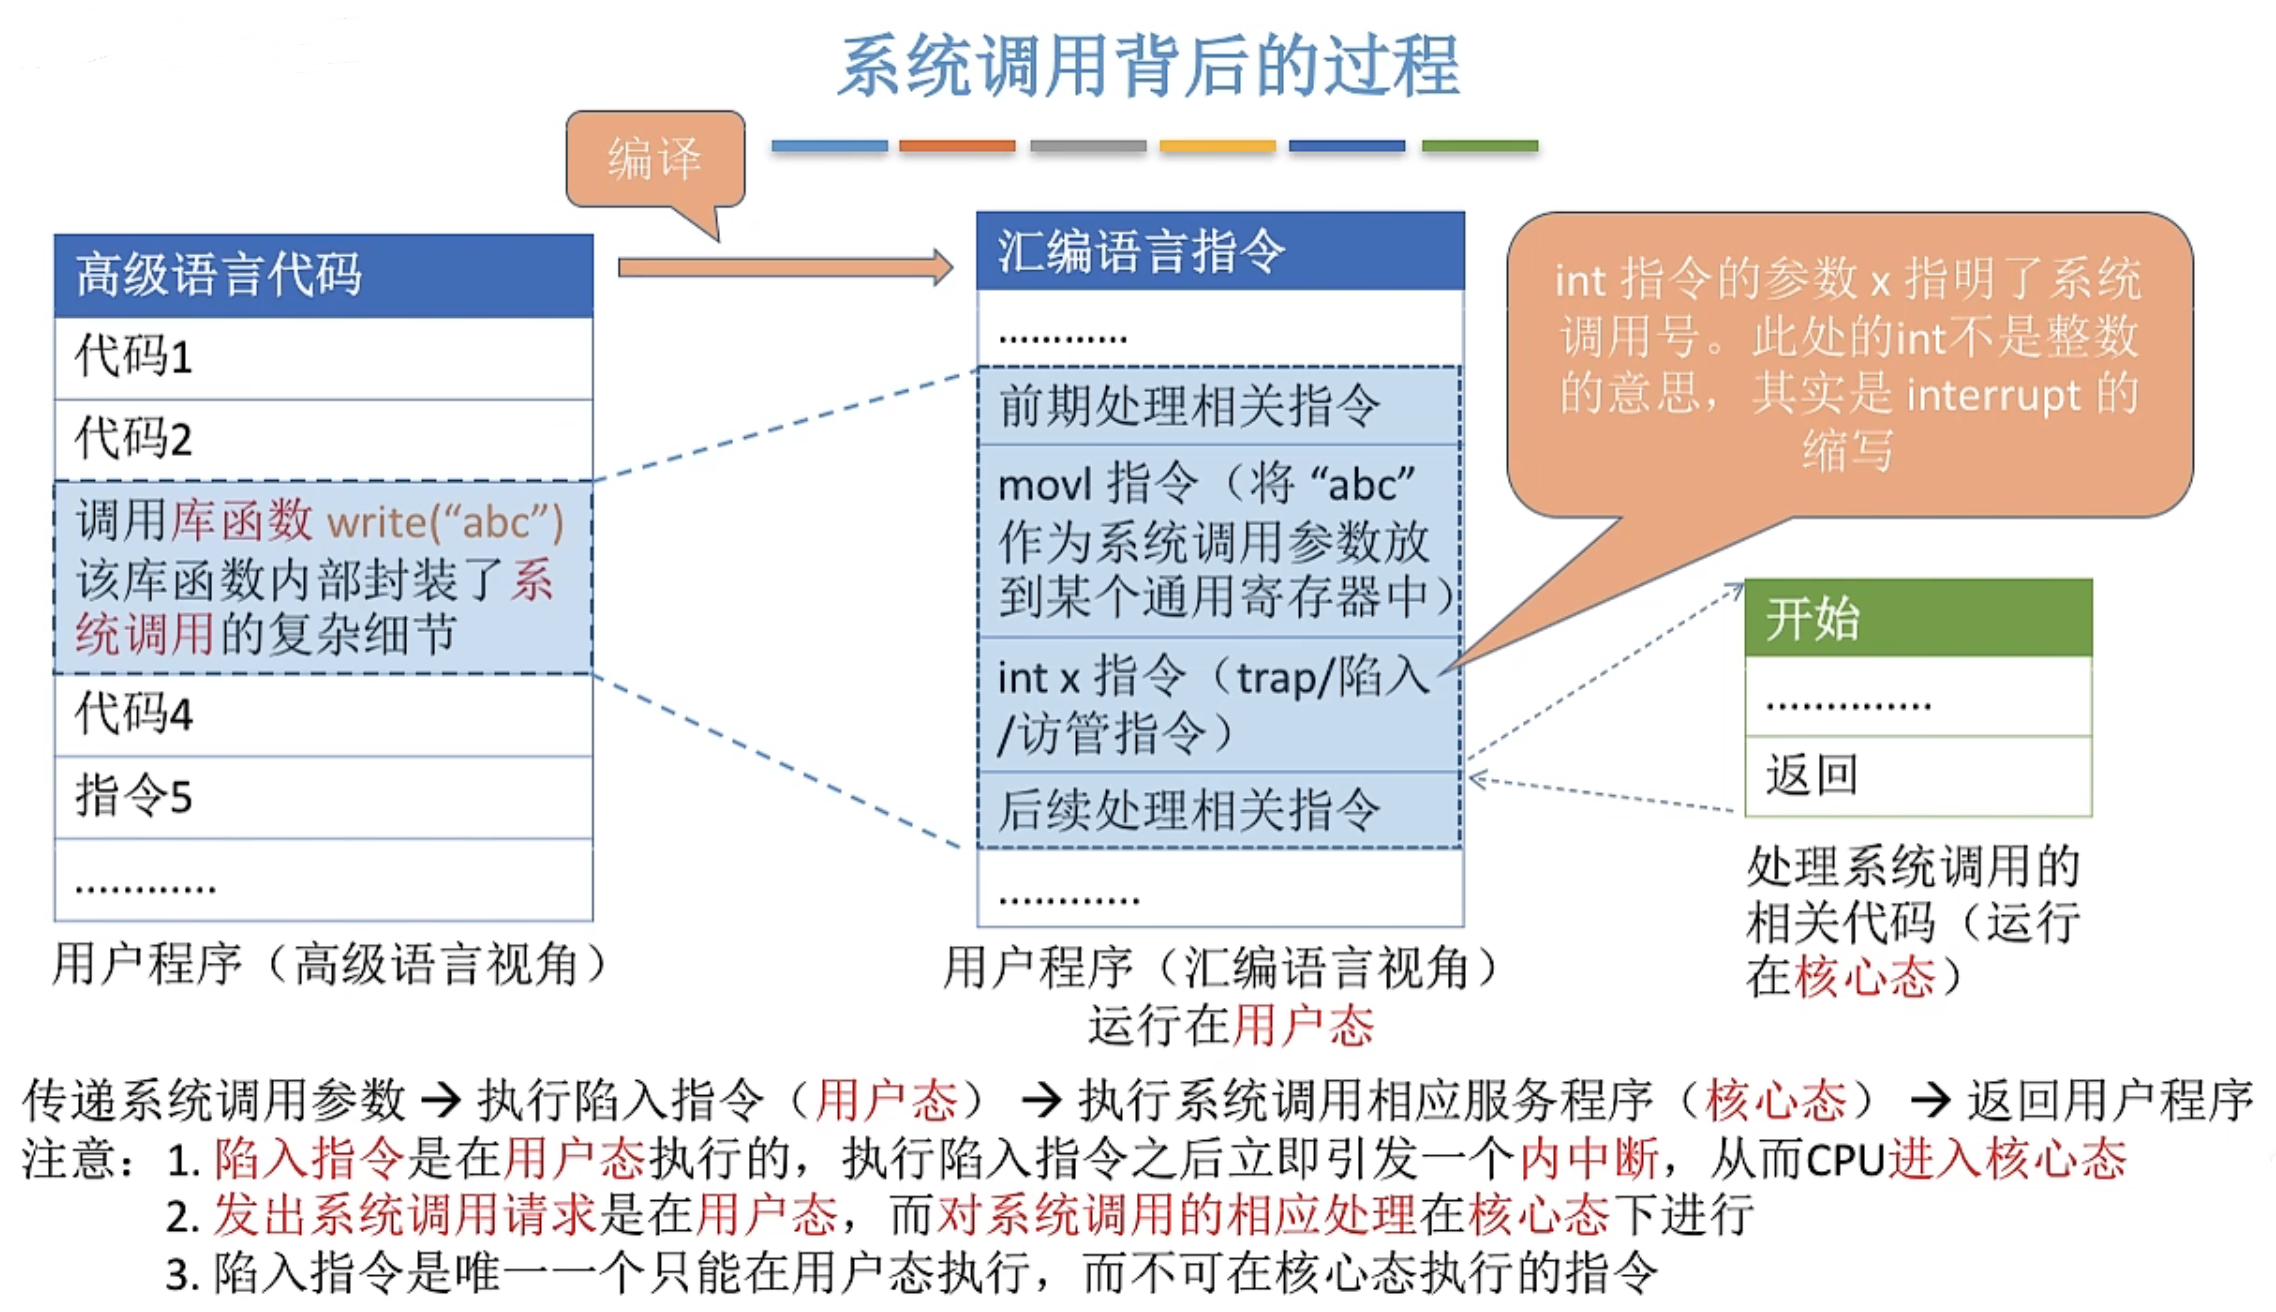 系统调用背后的过程
编译
高级语言代码
代码1
代码2
调用库函数 write(“abc”)
该库函数内部封装了系
统调用的复杂细节
代码4
指令5
............
用户程序（高级语言视角）
汇编语言指令
............
前期处理相关指令
movl 指令（将 “abc”
作为系统调用参数放
到某个通用寄存器中）
int x 指令（trap/陷入
/访管指令）
后续处理相关指令
............
用户程序（汇编语言视角）
运行在用户态
int 指令的参数 x 指明了系统
调用号。此处的int不是整数
的意思，其实是 interrupt 的
缩写
开始
..............
返回
处理系统调用的
相关代码（运行
在核心态）
传递系统调用参数 → 执行陷入指令（用户态） → 执行系统调用相应服务程序（核心态） → 返回用户程序
注意：1. 陷入指令是在用户态执行的，执行陷入指令之后立即引发一个内中断，从而CPU进入核心态
2. 发出系统调用请求是在用户态，而对系统调用的相应处理在核心态下进行
3. 陷入指令是唯一一个只能在用户态执行，而不可在核心态执行的指令